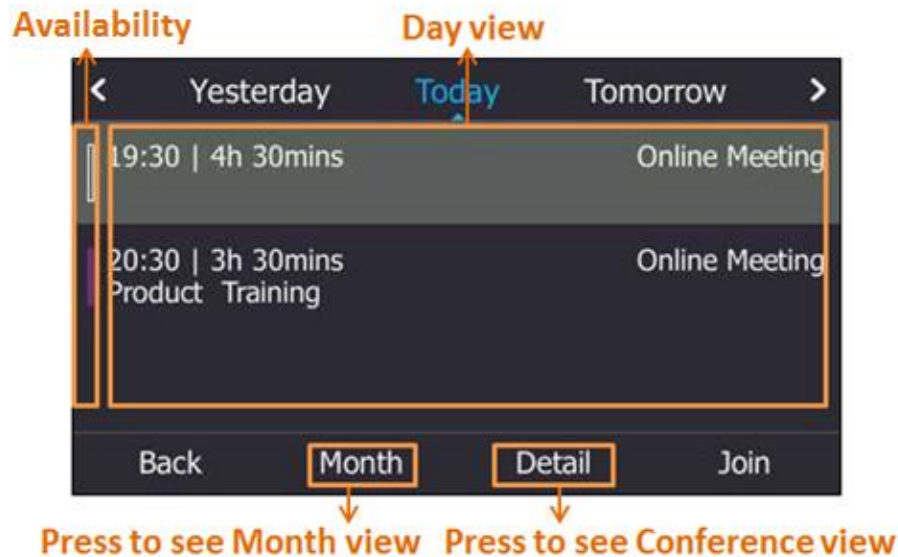 Availability Day view
< Yesterday Today Tomorrow >
19:30 | 4h 30mins Online Meeting
20:30 | 3h 30mins Online Meeting
Product Training
Back Month Detail Join
Press to see Month view Press to see Conference view